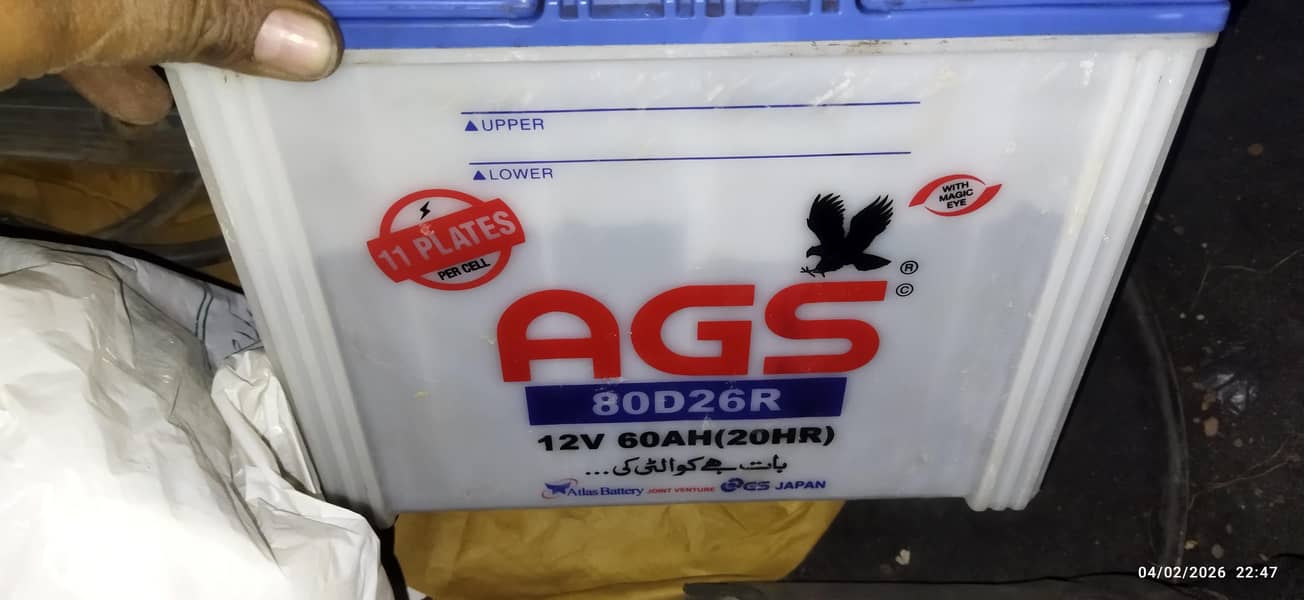 ▲UPPER
▲LOWER
11 PLATES
PER CELL
WITH
MAGIC
EYE
®
©
AGS
80D26R
12V 60AH(20HR)
بات ہے کوالٹی کی...
Atlas Battery JOINT VENTURE GS JAPAN
04/02/2026 22:47